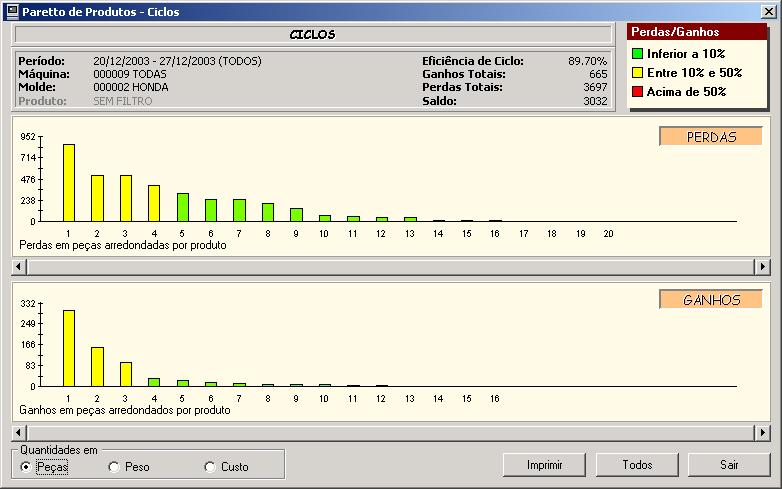 Paretto de Produtos - Ciclos
CICLOS
Período: 20/12/2003 - 27/12/2003 (TODOS) Eficiência de Ciclo: 89.70%
Máquina: 000009 TODAS Ganhos Totais: 665
Molde: 000002 HONDA Perdas Totais: 3697
Produto: SEM FILTRO Saldo: 3032
Perdas/Ganhos
Inferior a 10%
Entre 10% e 50%
Acima de 50%
PERDAS
952
714
476
238
0
1 2 3 4 5 6 7 8 9 10 11 12 13 14 15 16 17 18 19 20
Perdas em peças arredondadas por produto
GANHOS
332
249
166
83
0
1 2 3 4 5 6 7 8 9 10 11 12 13 14 15 16
Ganhos em peças arredondados por produto
Quantidades em
Peças Peso Custo
Imprimir Todos Sair